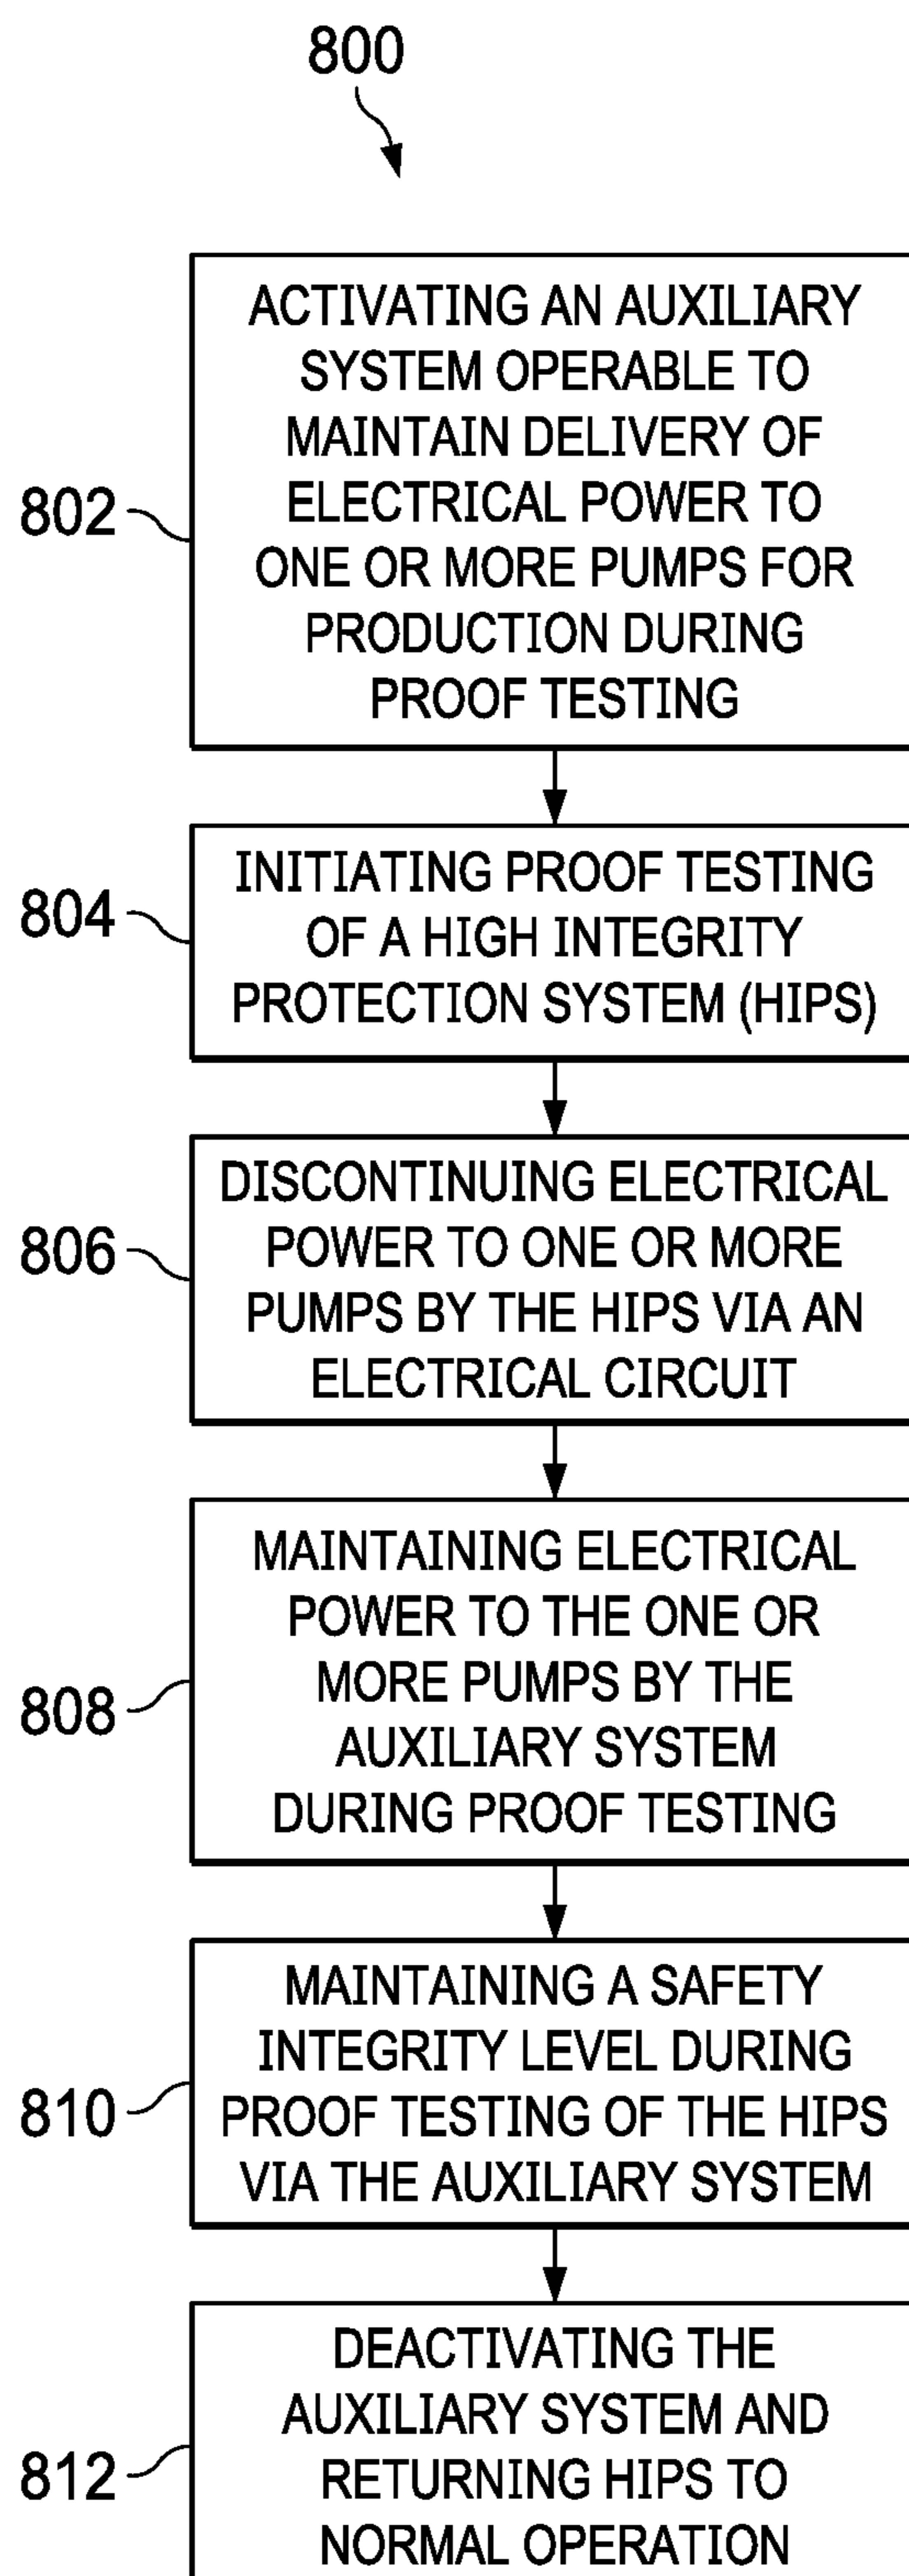 800
ACTIVATING AN AUXILIARY
SYSTEM OPERABLE TO
MAINTAIN DELIVERY OF
ELECTRICAL POWER TO
ONE OR MORE PUMPS FOR
PRODUCTION DURING
PROOF TESTING
802
INITIATING PROOF TESTING
OF A HIGH INTEGRITY
PROTECTION SYSTEM (HIPS)
804
DISCONTINUING ELECTRICAL
POWER TO ONE OR MORE
PUMPS BY THE HIPS VIA AN
ELECTRICAL CIRCUIT
806
MAINTAINING ELECTRICAL
POWER TO THE ONE OR
MORE PUMPS BY THE
AUXILIARY SYSTEM
DURING PROOF TESTING
808
MAINTAINING A SAFETY
INTEGRITY LEVEL DURING
PROOF TESTING OF THE HIPS
VIA THE AUXILIARY SYSTEM
810
DEACTIVATING THE
AUXILIARY SYSTEM AND
RETURNING HIPS TO
NORMAL OPERATION
812